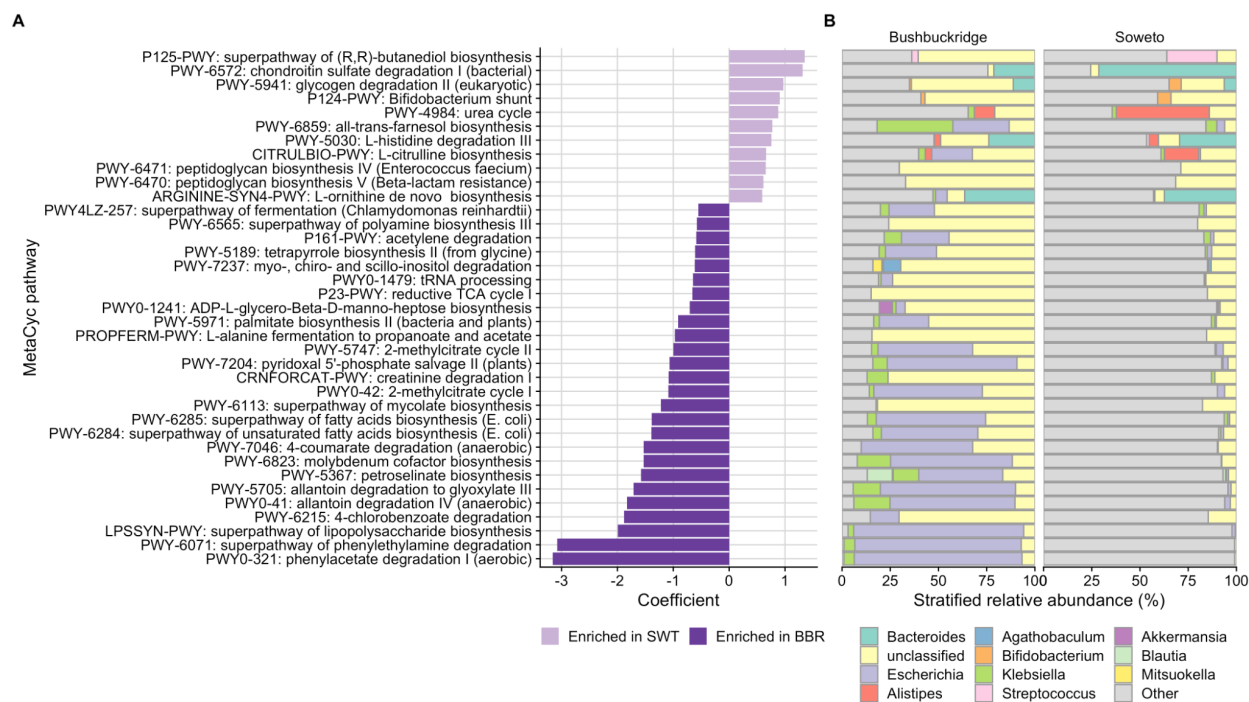 A
B
Bushbuckridge
Soweto
MetaCyc pathway
P125-PWY: superpathway of (R,R)-butanediol biosynthesis
PWY-6572: chondroitin sulfate degradation I (bacterial)
PWY-5941: glycogen degradation II (eukaryotic)
P124-PWY: Bifidobacterium shunt
PWY-4984: urea cycle
PWY-6859: all-trans-farnesol biosynthesis
PWY-5030: L-histidine degradation III
CITRULBIO-PWY: L-citrulline biosynthesis
PWY-6471: peptidoglycan biosynthesis IV (Enterococcus faecium)
PWY-6470: peptidoglycan biosynthesis V (Beta-lactam resistance)
ARGININE-SYN4-PWY: L-ornithine de novo  biosynthesis
PWY4LZ-257: superpathway of fermentation (Chlamydomonas reinhardtii)
PWY-6565: superpathway of polyamine biosynthesis III
P161-PWY: acetylene degradation
PWY-5189: tetrapyrrole biosynthesis II (from glycine)
PWY-7237: myo-, chiro- and scillo-inositol degradation
PWY0-1479: tRNA processing
P23-PWY: reductive TCA cycle I
PWY0-1241: ADP-L-glycero-Beta-D-manno-heptose biosynthesis
PWY-5971: palmitate biosynthesis II (bacteria and plants)
PROPFERM-PWY: L-alanine fermentation to propanoate and acetate
PWY-5747: 2-methylcitrate cycle II
PWY-7204: pyridoxal 5'-phosphate salvage II (plants)
CRNFORCAT-PWY: creatinine degradation I
PWY0-42: 2-methylcitrate cycle I
PWY-6113: superpathway of mycolate biosynthesis
PWY-6285: superpathway of fatty acids biosynthesis (E. coli)
PWY-6284: superpathway of unsaturated fatty acids biosynthesis (E. coli)
PWY-7046: 4-coumarate degradation (anaerobic)
PWY-6823: molybdenum cofactor biosynthesis
PWY-5367: petroselinate biosynthesis
PWY-5705: allantoin degradation to glyoxylate III
PWY0-41: allantoin degradation IV (anaerobic)
PWY-6215: 4-chlorobenzoate degradation
LPSSYN-PWY: superpathway of lipopolysaccharide biosynthesis
PWY-6071: superpathway of phenylethylamine degradation
PWY0-321: phenylacetate degradation I (aerobic)
-3 -2 -1 0 1
Coefficient
0 25 50 75 100 0 25 50 75 100
Stratified relative abundance (%)
Enriched in SWT Enriched in BBR
Bacteroides Agathobaculum Akkermansia
unclassified Bifidobacterium Blautia
Escherichia Klebsiella Mitsuokella
Alistipes Streptococcus Other